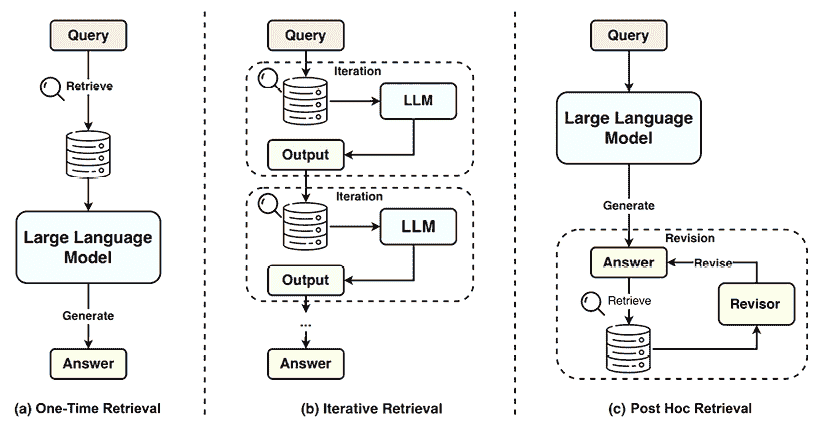 Query
Retrieve
Large Language
Model
Generate
Answer
(a) One-Time Retrieval
Query
Iteration
LLM
Output
Iteration
LLM
Output
...
Answer
(b) Iterative Retrieval
Query
Large Language
Model
Generate
Revision
Answer
Revise
Retrieve
Revisor
(c) Post Hoc Retrieval